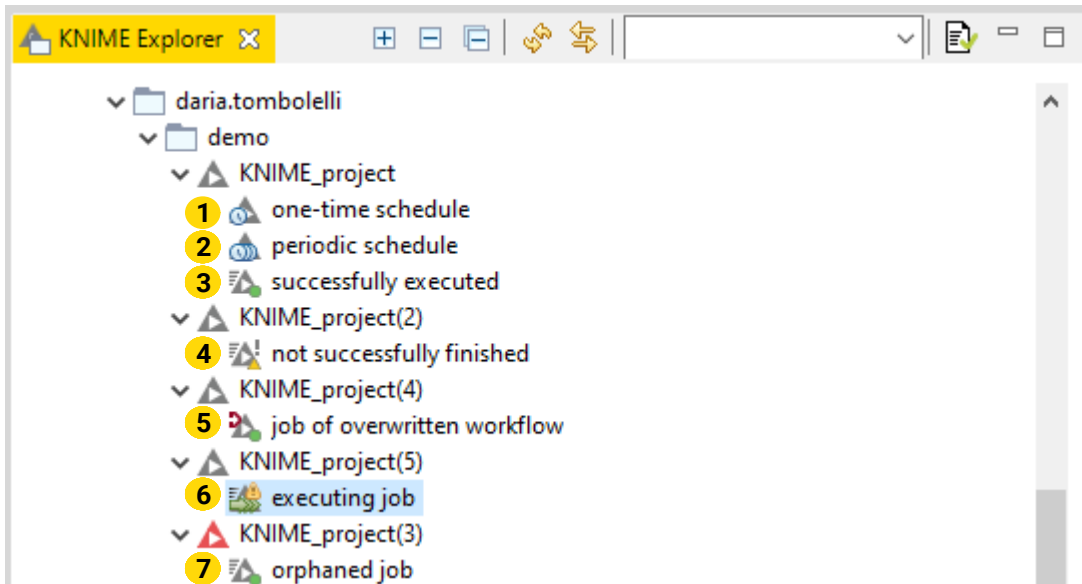 KNIME Explorer
daria.tombolelli
demo
KNIME_project
1 one-time schedule
2 periodic schedule
3 successfully executed
KNIME_project(2)
4 not successfully finished
KNIME_project(4)
5 job of overwritten workflow
KNIME_project(5)
6 executing job
KNIME_project(3)
7 orphaned job